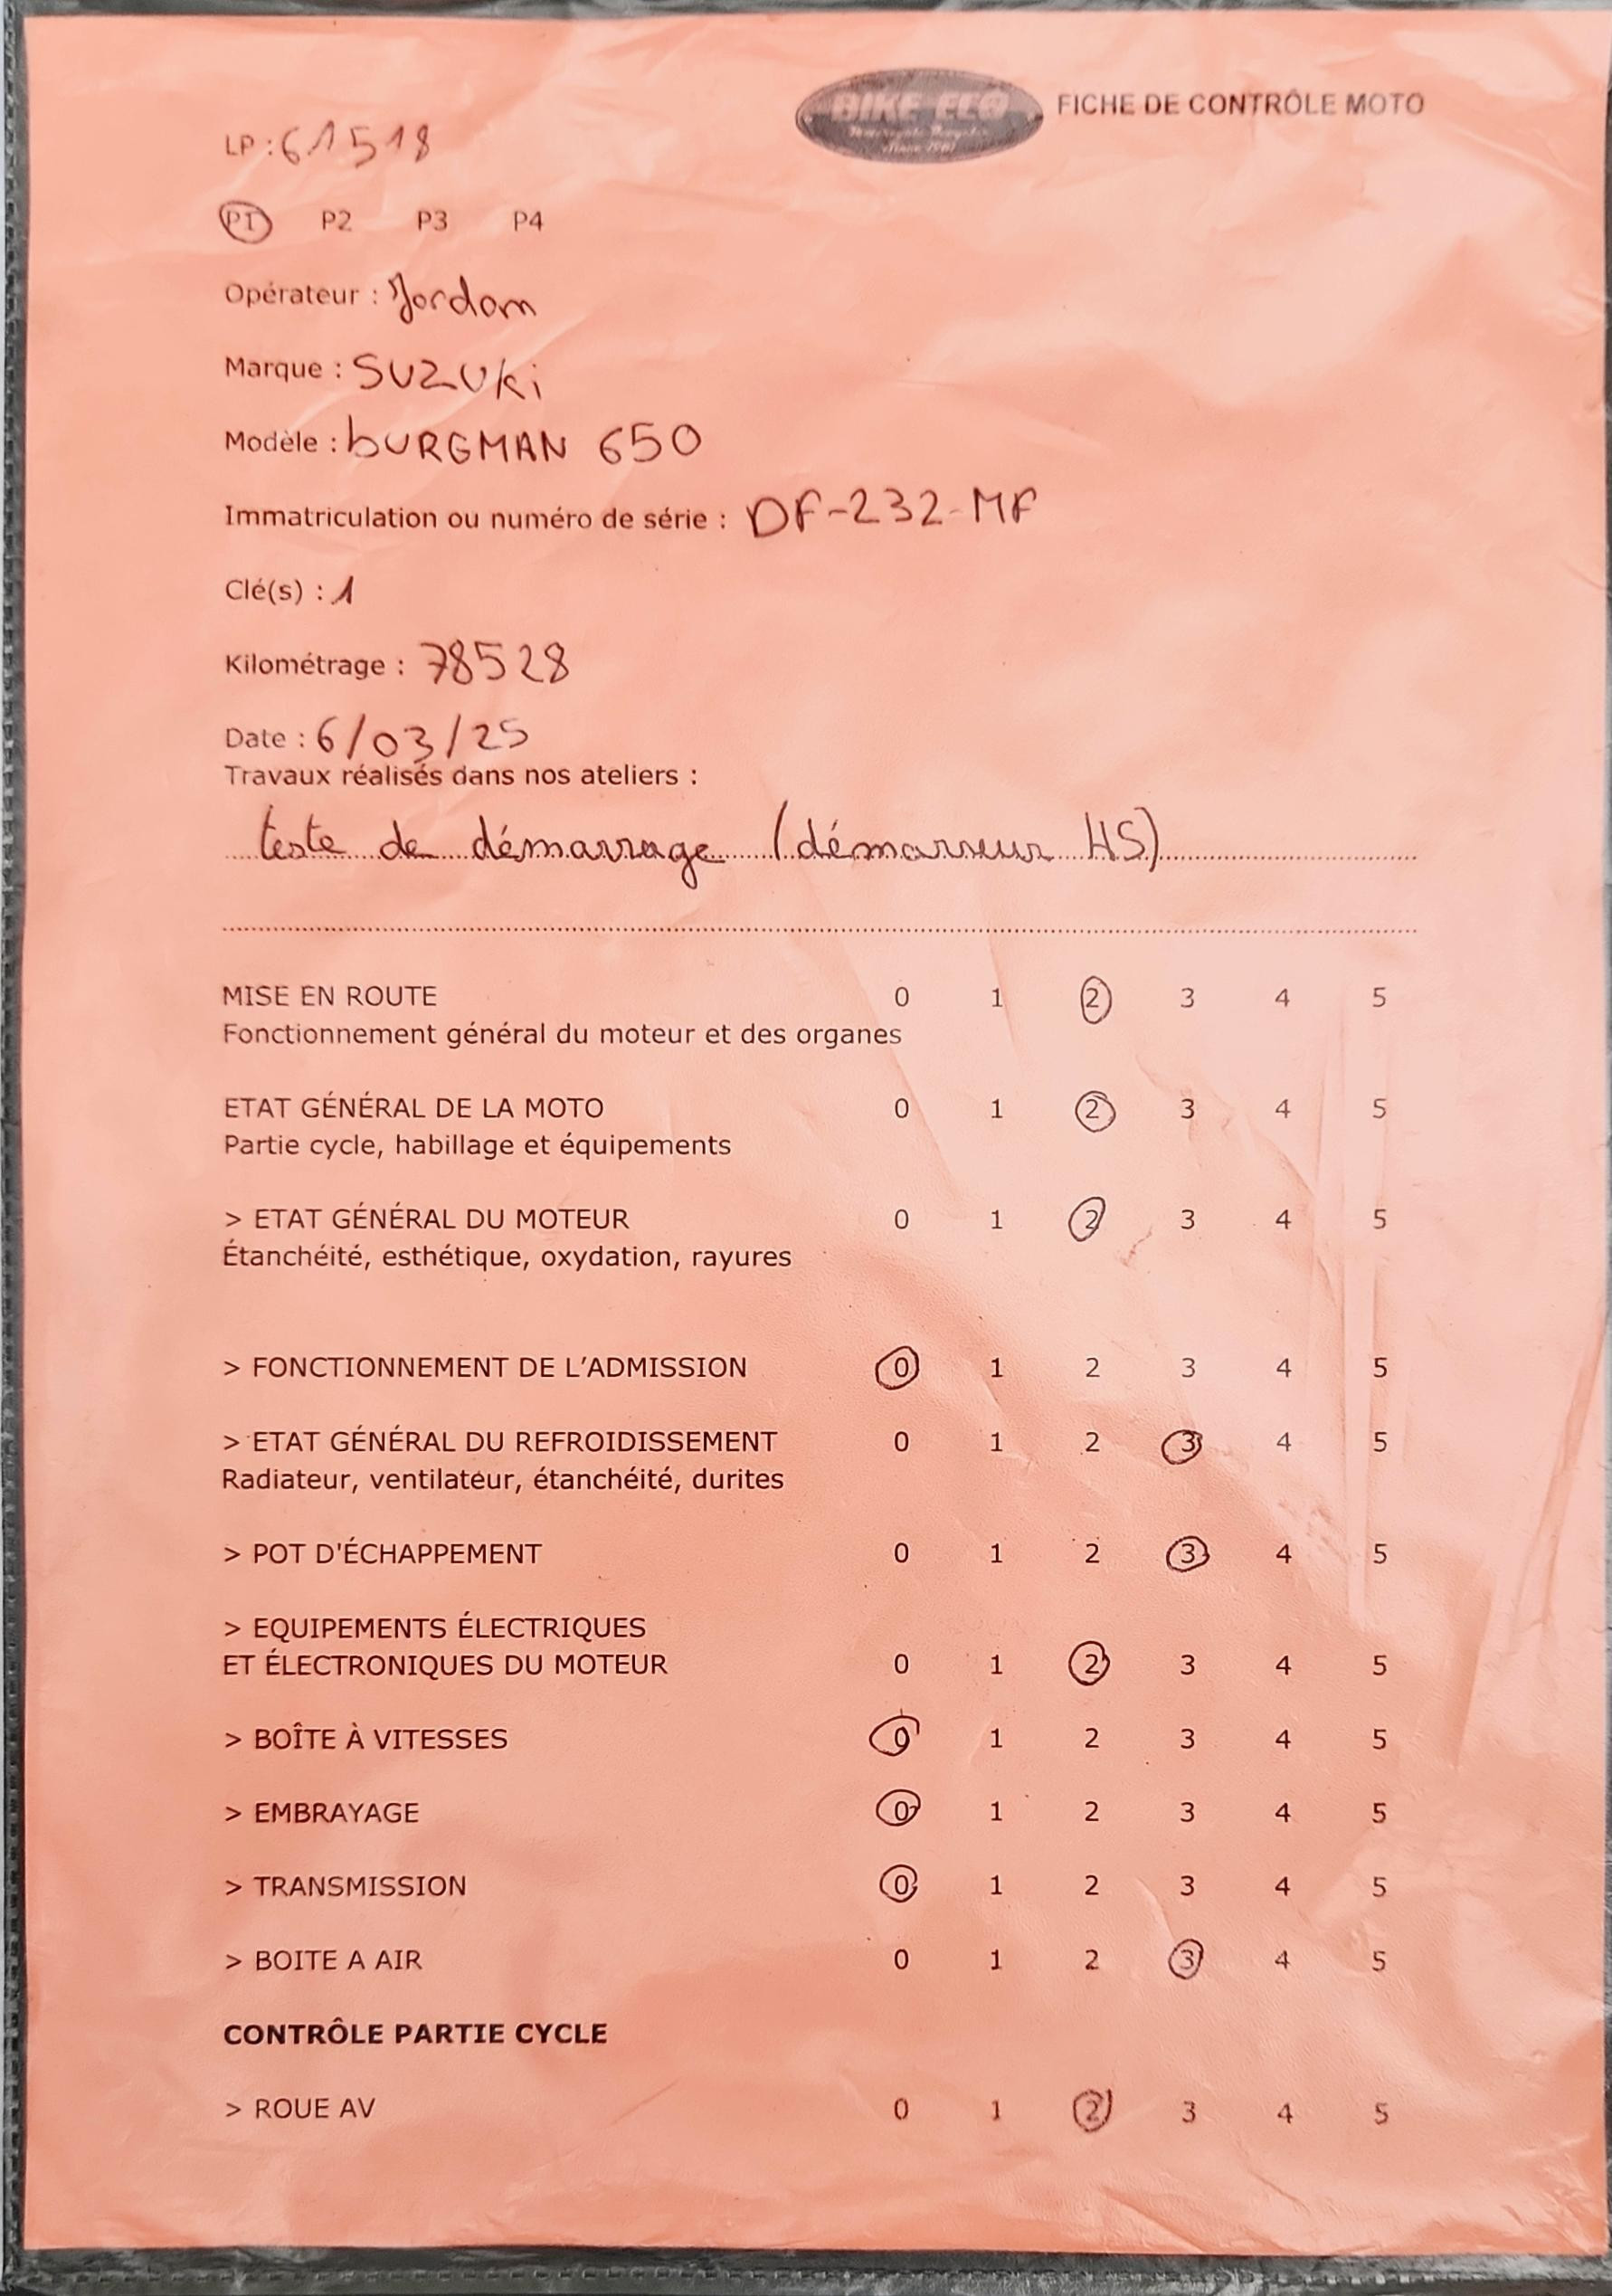 BIKE ECO
FICHE DE CONTRÔLE MOTO
LP : 61518
P1 P2 P3 P4
Opérateur : Jordan
Marque : SUZUKi
Modèle : bURGMAN 650
Immatriculation ou numéro de série : DF-232-MF
Clé(s) : 1
Kilométrage : 78528
Date : 6/03/25
Travaux réalisés dans nos ateliers :
teste de démarrage (démarreur HS)
MISE EN ROUTE 0 1 2 3 4 5
Fonctionnement général du moteur et des organes
ETAT GÉNÉRAL DE LA MOTO 0 1 2 3 4 5
Partie cycle, habillage et équipements
> ETAT GÉNÉRAL DU MOTEUR 0 1 2 3 4 5
Étanchéité, esthétique, oxydation, rayures
> FONCTIONNEMENT DE L’ADMISSION 0 1 2 3 4 5
> ETAT GÉNÉRAL DU REFROIDISSEMENT 0 1 2 3 4 5
Radiateur, ventilateur, étanchéité, durites
> POT D'ÉCHAPPEMENT 0 1 2 3 4 5
> EQUIPEMENTS ÉLECTRIQUES
ET ÉLECTRONIQUES DU MOTEUR 0 1 2 3 4 5
> BOÎTE À VITESSES 0 1 2 3 4 5
> EMBRAYAGE 0 1 2 3 4 5
> TRANSMISSION 0 1 2 3 4 5
> BOITE A AIR 0 1 2 3 4 5
CONTRÔLE PARTIE CYCLE
> ROUE AV 0 1 2 3 4 5